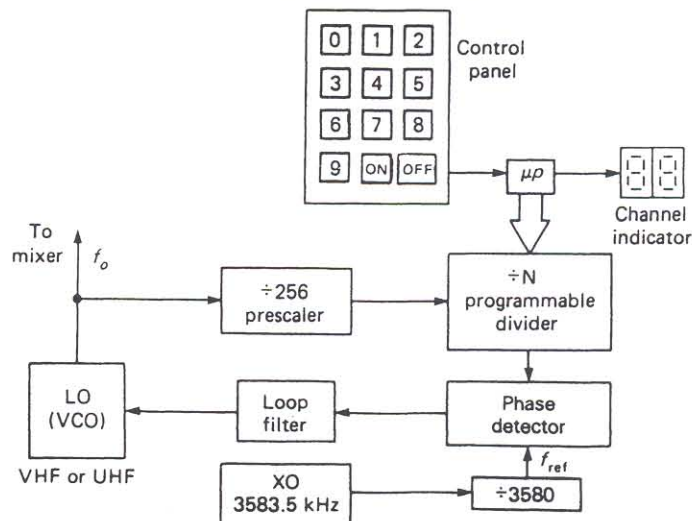 0 1 2
Control
panel
3 4 5
6 7 8
9 ON OFF
μp
Channel
indicator
To
mixer
f_o
÷256
prescaler
÷N
programmable
divider
LO
(VCO)
Loop
filter
Phase
detector
VHF or UHF
f_ref
XO
3583.5 kHz
÷3580